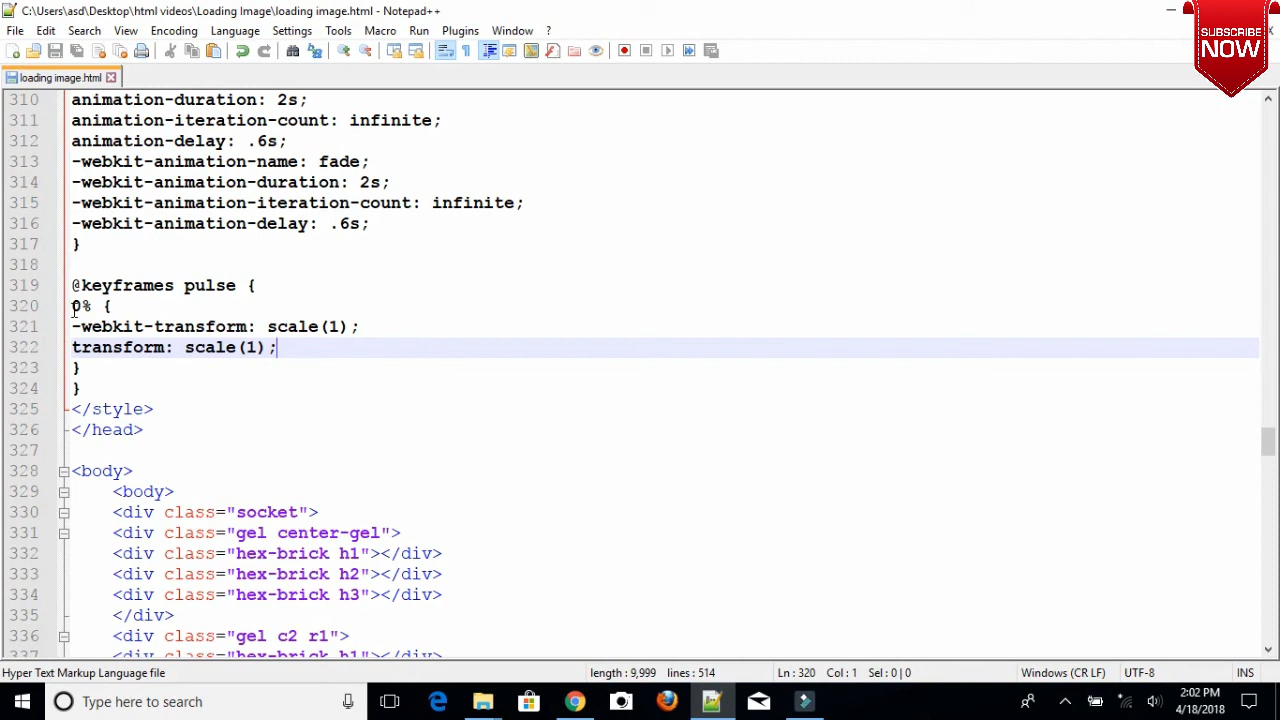 C:\Users\asd\Desktop\html videos\Loading Image\loading image.html - Notepad++
File Edit Search View Encoding Language Settings Tools Macro Run Plugins Window ?
SUBSCRIBE
NOW
loading image.html
310 animation-duration: 2s;
311 animation-iteration-count: infinite;
312 animation-delay: .6s;
313 -webkit-animation-name: fade;
314 -webkit-animation-duration: 2s;
315 -webkit-animation-iteration-count: infinite;
316 -webkit-animation-delay: .6s;
317 }
318
319 @keyframes pulse {
320 0% {
321 -webkit-transform: scale(1);
322 transform: scale(1);
323 }
324 }
325 </style>
326 </head>
327
328 <body>
329 <body>
330 <div class="socket">
331 <div class="gel center-gel">
332 <div class="hex-brick h1"></div>
333 <div class="hex-brick h2"></div>
334 <div class="hex-brick h3"></div>
335 </div>
336 <div class="gel c2 r1">
337 <div class="hex-brick h1"></div>
Hyper Text Markup Language file length : 9,999 lines : 514 Ln : 320 Col : 1 Sel : 0 | 0 Windows (CR LF) UTF-8 INS
Type here to search
2:02 PM
4/18/2018